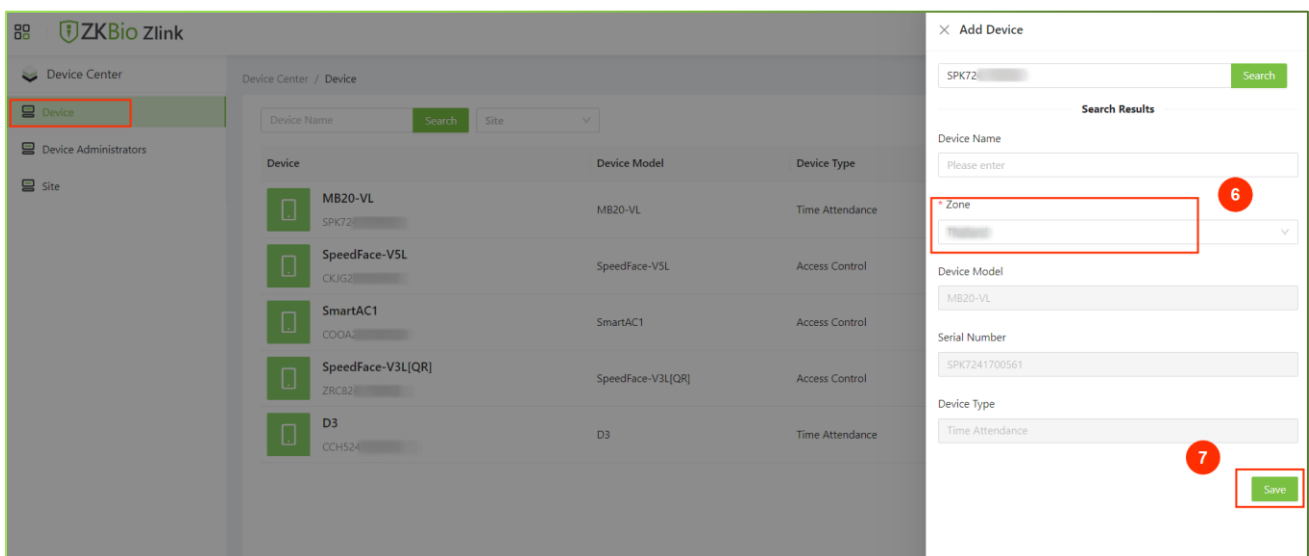 ZKBio Zlink
Device Center
Device
Device Administrators
Site
Device Center / Device
Device Name
Search
Site
Device
Device Model
Device Type
MB20-VL
SPK72
MB20-VL
Time Attendance
SpeedFace-V5L
CKJG2
SpeedFace-V5L
Access Control
SmartAC1
COOA
SmartAC1
Access Control
SpeedFace-V3L[QR]
ZRC82
SpeedFace-V3L[QR]
Access Control
D3
CCH524
D3
Time Attendance
Add Device
SPK72
Search
Search Results
Device Name
Please enter
6
* Zone
Device Model
MB20-VL
Serial Number
SPK7241700561
Device Type
Time Attendance
7
Save